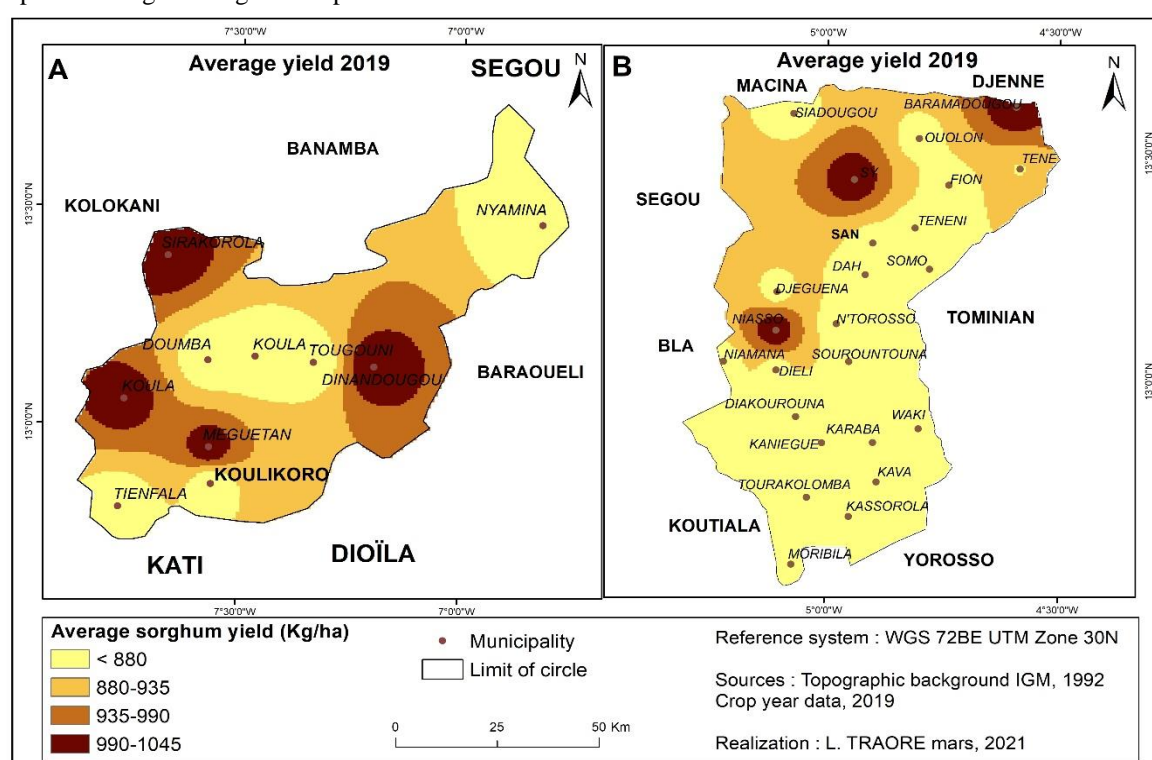 A
Average yield 2019
SEGOU
N
7°30'0"W
7°0'0"W
BANAMBA
KOLOKANI
13°30'0"N
NYAMINA
SIRAKOROLA
DOUMBA
KOULA
TOUGOUNI
DINANDOUGOU
BARAOUELI
KOULA
13°0'0"N
MEGUETAN
KOULIKORO
TIENFALA
KATI
DIOÏLA
7°30'0"W
7°0'0"W
B
Average yield 2019
5°0'0"W
4°30'0"W
MACINA
DJENNE
N
SIADOUGOU
BARAMADOUGOU
OUOLON
13°30'0"N
TENE
SY
FION
SEGOU
TENENI
SAN
DAH
SOMO
DJEGUENA
NIASSO
N'TOROSSO
TOMINIAN
BLA
NIAMANA
SOUROUNTOUNA
DIELI
13°0'0"N
DIAKOUROUNA
WAKI
KANIEGUE
KARABA
KAVA
TOURAKOLOMBA
KASSOROLA
KOUTIALA
MORIBILA
YOROSSO
5°0'0"W
4°30'0"W
Average sorghum yield (Kg/ha)
< 880
880-935
935-990
990-1045
Municipality
Limit of circle
0 25 50 Km
Reference system : WGS 72BE UTM Zone 30N
Sources : Topographic background IGM, 1992
Crop year data, 2019
Realization : L. TRAORE mars, 2021